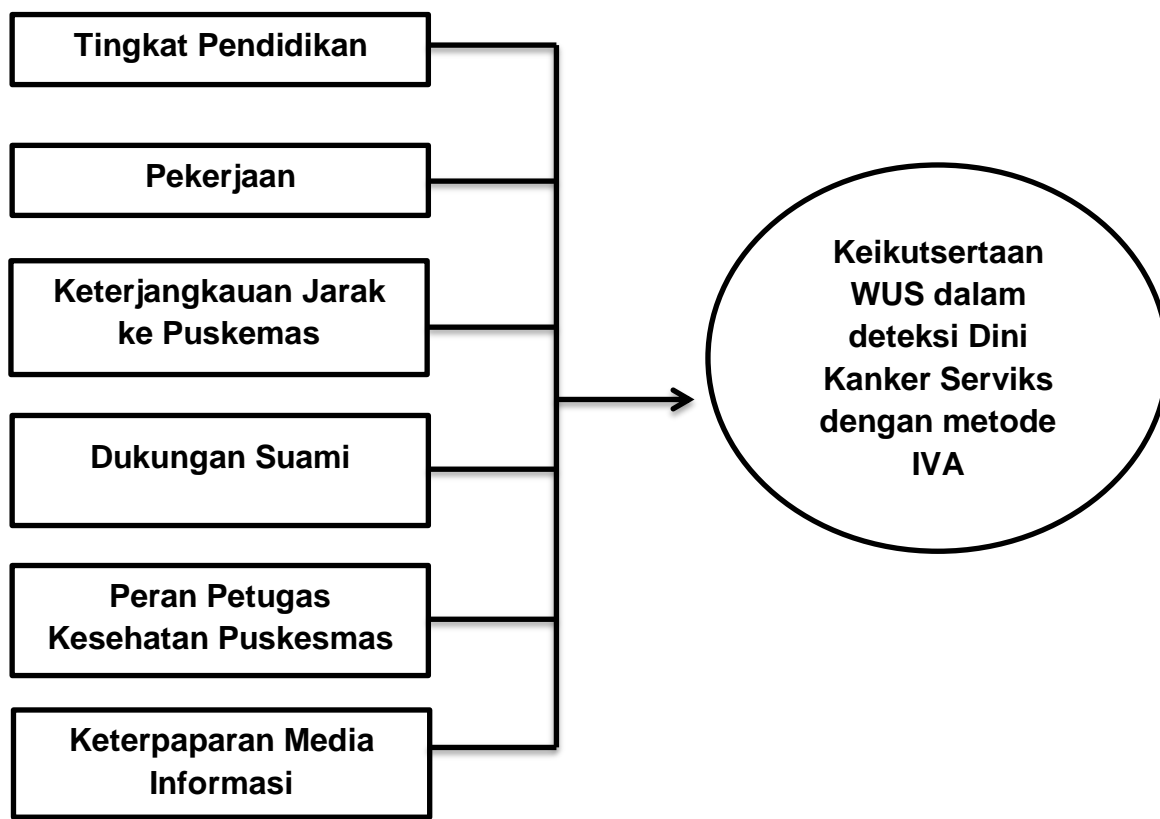 Tingkat Pendidikan
Pekerjaan
Keterjangkauan Jarak
ke Puskemas
Dukungan Suami
Peran Petugas
Kesehatan Puskesmas
Keterpaparan Media
Informasi
Keikutsertaan
WUS dalam
deteksi Dini
Kanker Serviks
dengan metode
IVA